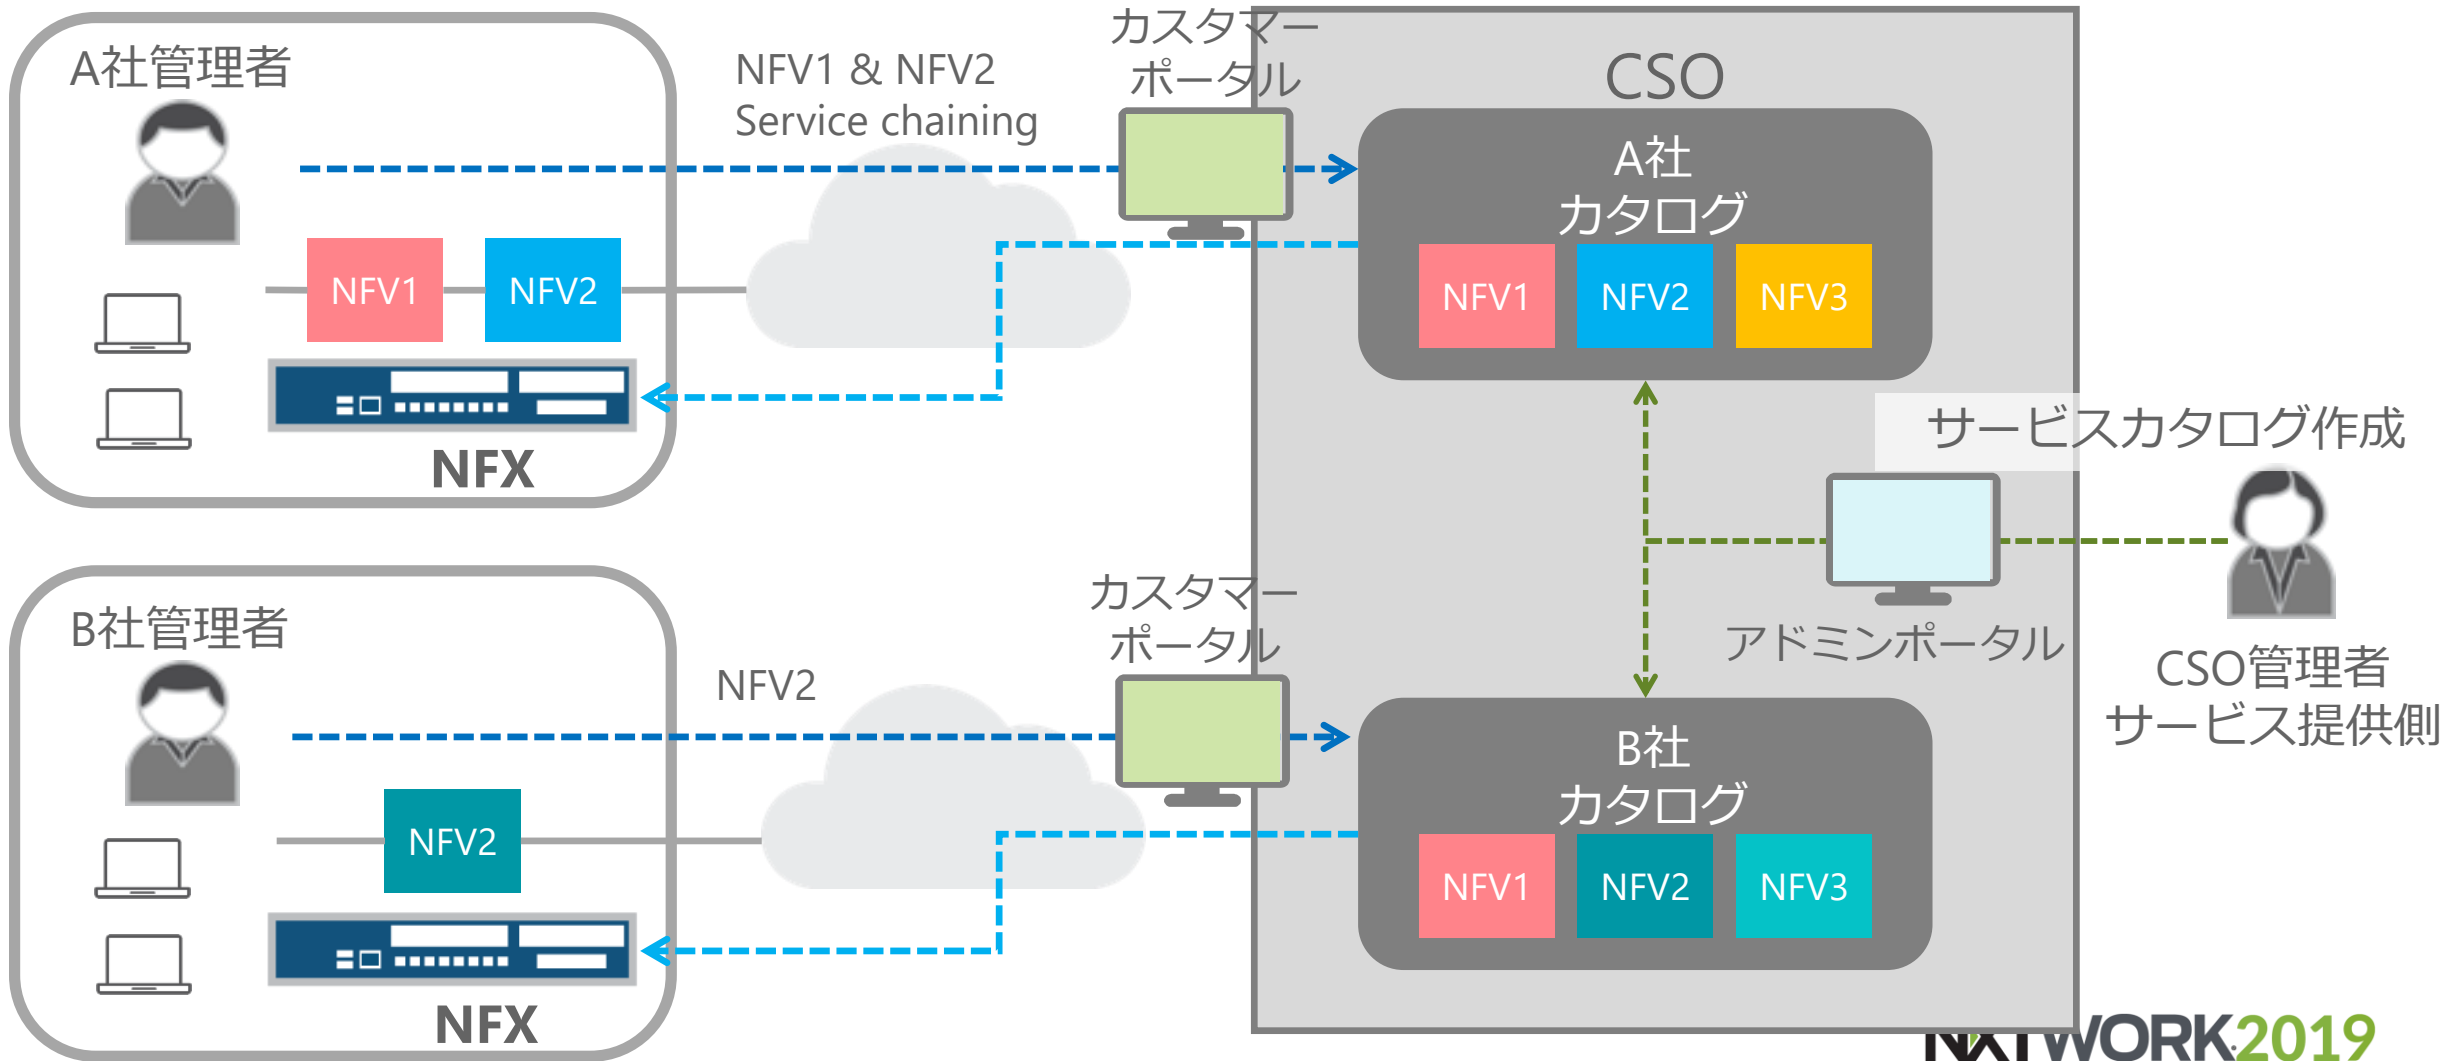 A社管理者
NFV1 & NFV2
Service chaining
カスタマー
ポータル
CSO
A社
カタログ
NFV1
NFV2
NFV1
NFV2
NFV3
NFX
サービスカタログ作成
アドミンポータル
CSO管理者
サービス提供側
B社管理者
NFV2
カスタマー
ポータル
B社
カタログ
NFV2
NFV1
NFV2
NFV3
NFX
NXTWORK.2019